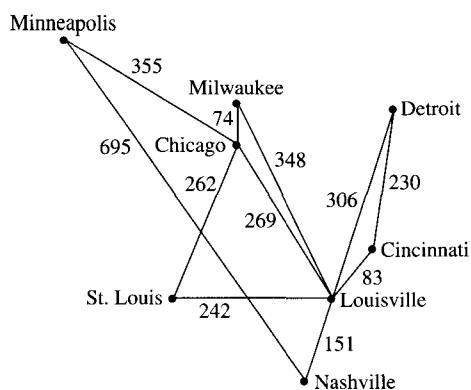 Minneapolis
355
Milwaukee
74
Detroit
695
Chicago
348
262
230
306
269
Cincinnati
83
St. Louis
Louisville
242
151
Nashville